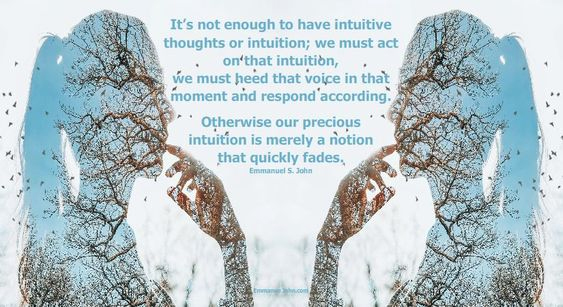 It's not enough to have intuitive
thoughts or intuition; we must act
on that intuition,
we must heed that voice in that
moment and respond according.
Otherwise our precious
intuition is merely a notion
that quickly fades.
Emmanuel S. John
EmmanuelJohn.com